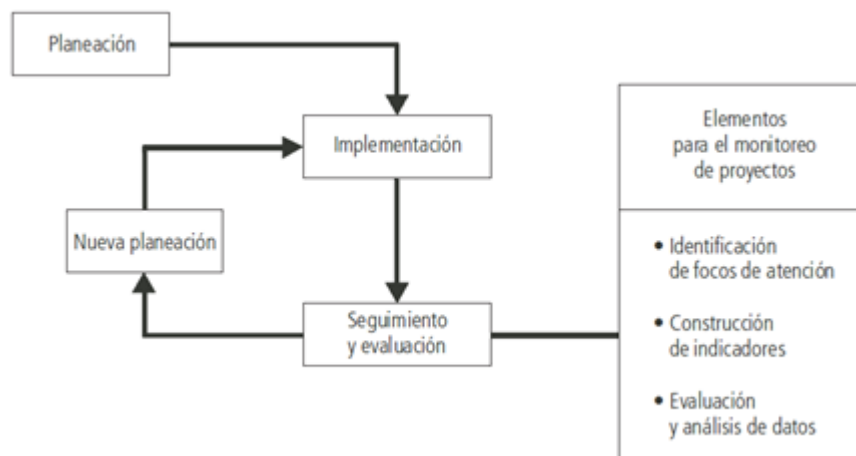 Planeación
Implementación
Nueva planeación
Seguimiento
y evaluación
Elementos
para el monitoreo
de proyectos
• Identificación
de focos de atención
• Construcción
de indicadores
• Evaluación
y análisis de datos